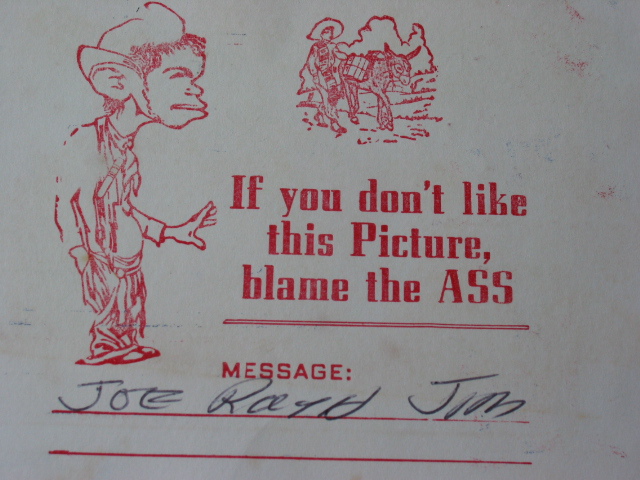 If you don't like
this Picture,
blame the ASS
MESSAGE:
JOE Jim